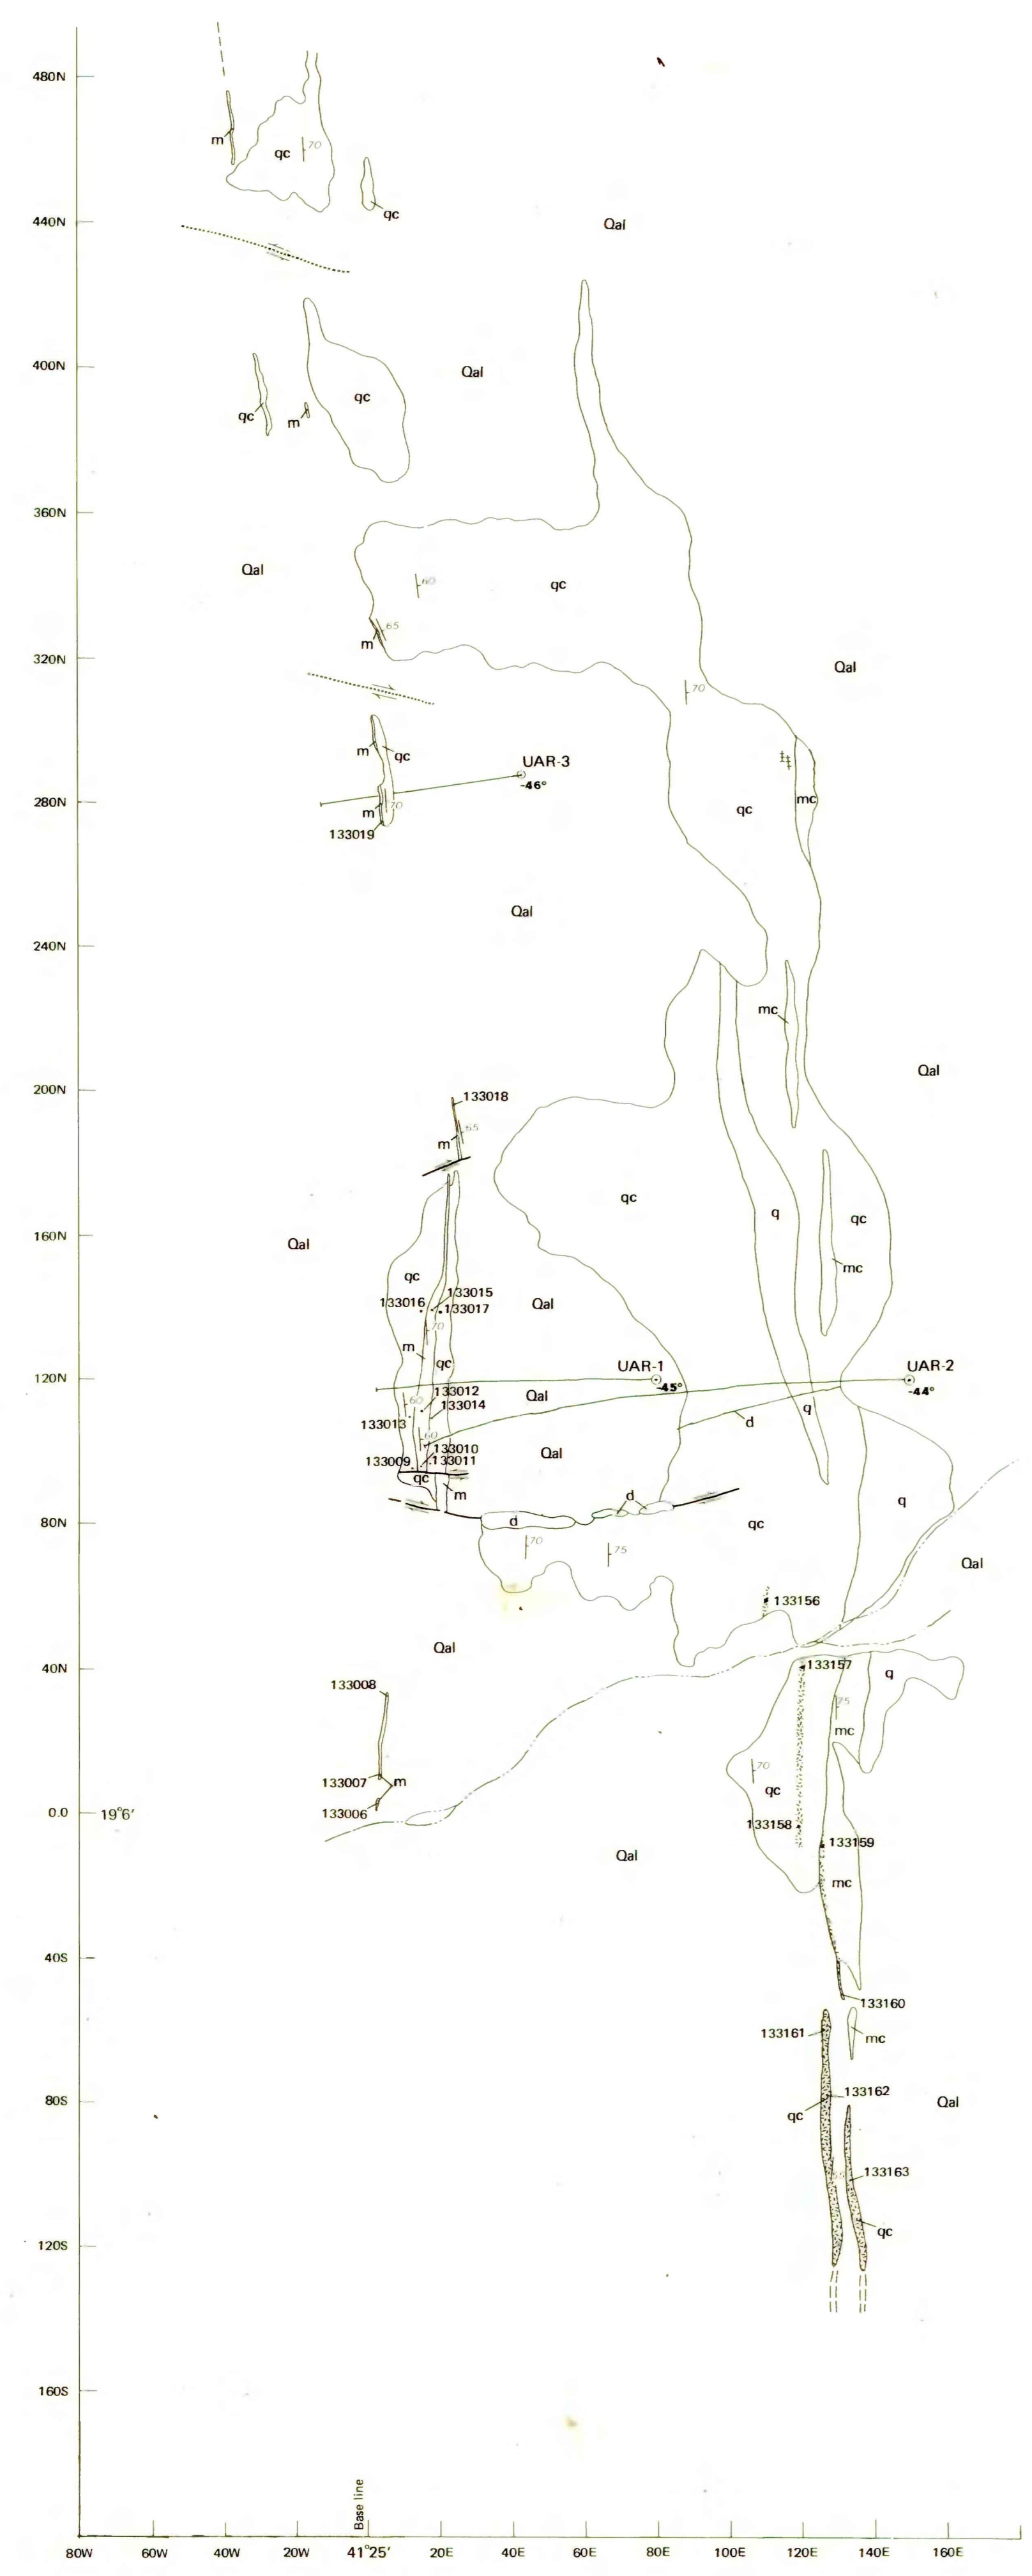 480N
m
qc
70
qc
440N
Qal
400N
Qal
qc
qc
m
360N
Qal
60
qc
65
m
320N
Qal
70
m
qc
UAR-3
-46°
280N
qc
mc
m
70
133019
Qal
240N
mc
200N
133018
Qal
65
m
qc
160N
Qal
q
qc
qc
mc
133015
133016
133017
Qal
70
m
qc
120N
UAR-1
UAR-2
-45°
-44°
133012
Qal
60
133014
q
133013
d
60
133010
Qal
133009
133011
qc
m
d
q
80N
d
qc
70
75
Qal
133156
Qal
40N
133157
q
133008
75
mc
70
133007
m
qc
0.0
19°6'
133006
133158
133159
Qal
mc
40S
133160
133161
mc
80S
133162
Qal
qc
133163
qc
120S
160S
Base line
80W
60W
40W
20W
41°25'
20E
40E
60E
80E
100E
120E
140E
160E